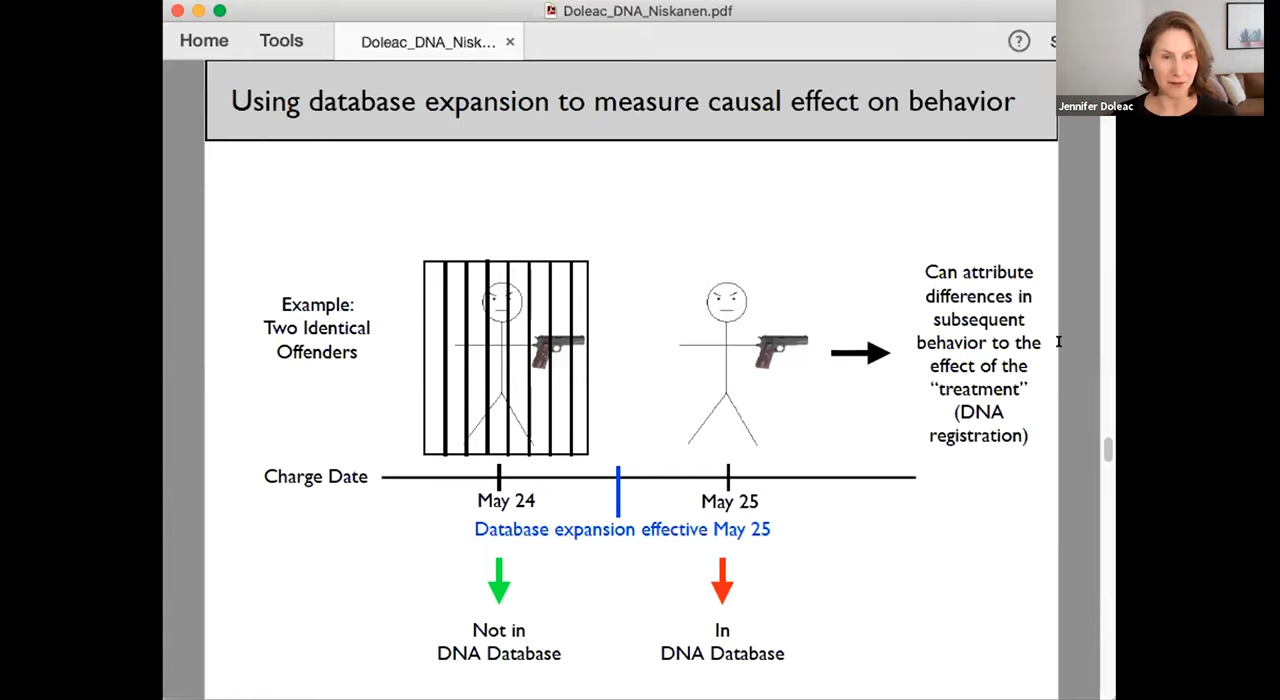 Doleac_DNA_Niskanen.pdf
Home
Tools
Doleac_DNA_Nisk... ×
?
S
Jennifer Doleac
Using database expansion to measure causal effect on behavior
Example:
Two Identical
Offenders
Can attribute
differences in
subsequent
behavior to the
effect of the
“treatment”
(DNA
registration)
Charge Date
May 24
May 25
Database expansion effective May 25
Not in
DNA Database
In
DNA Database